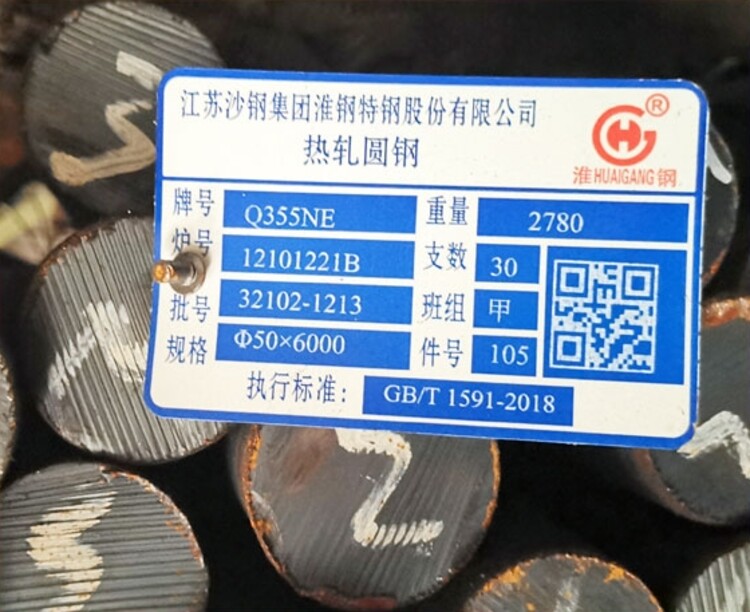 江苏沙钢集团淮钢特钢股份有限公司
热轧圆钢
®
淮HUAIGANG钢
牌号 Q355NE 重量 2780
炉号 12101221B 支数 30
批号 32102-1213 班组 甲
规格 Φ50×6000 件号 105
执行标准: GB/T 1591-2018
2